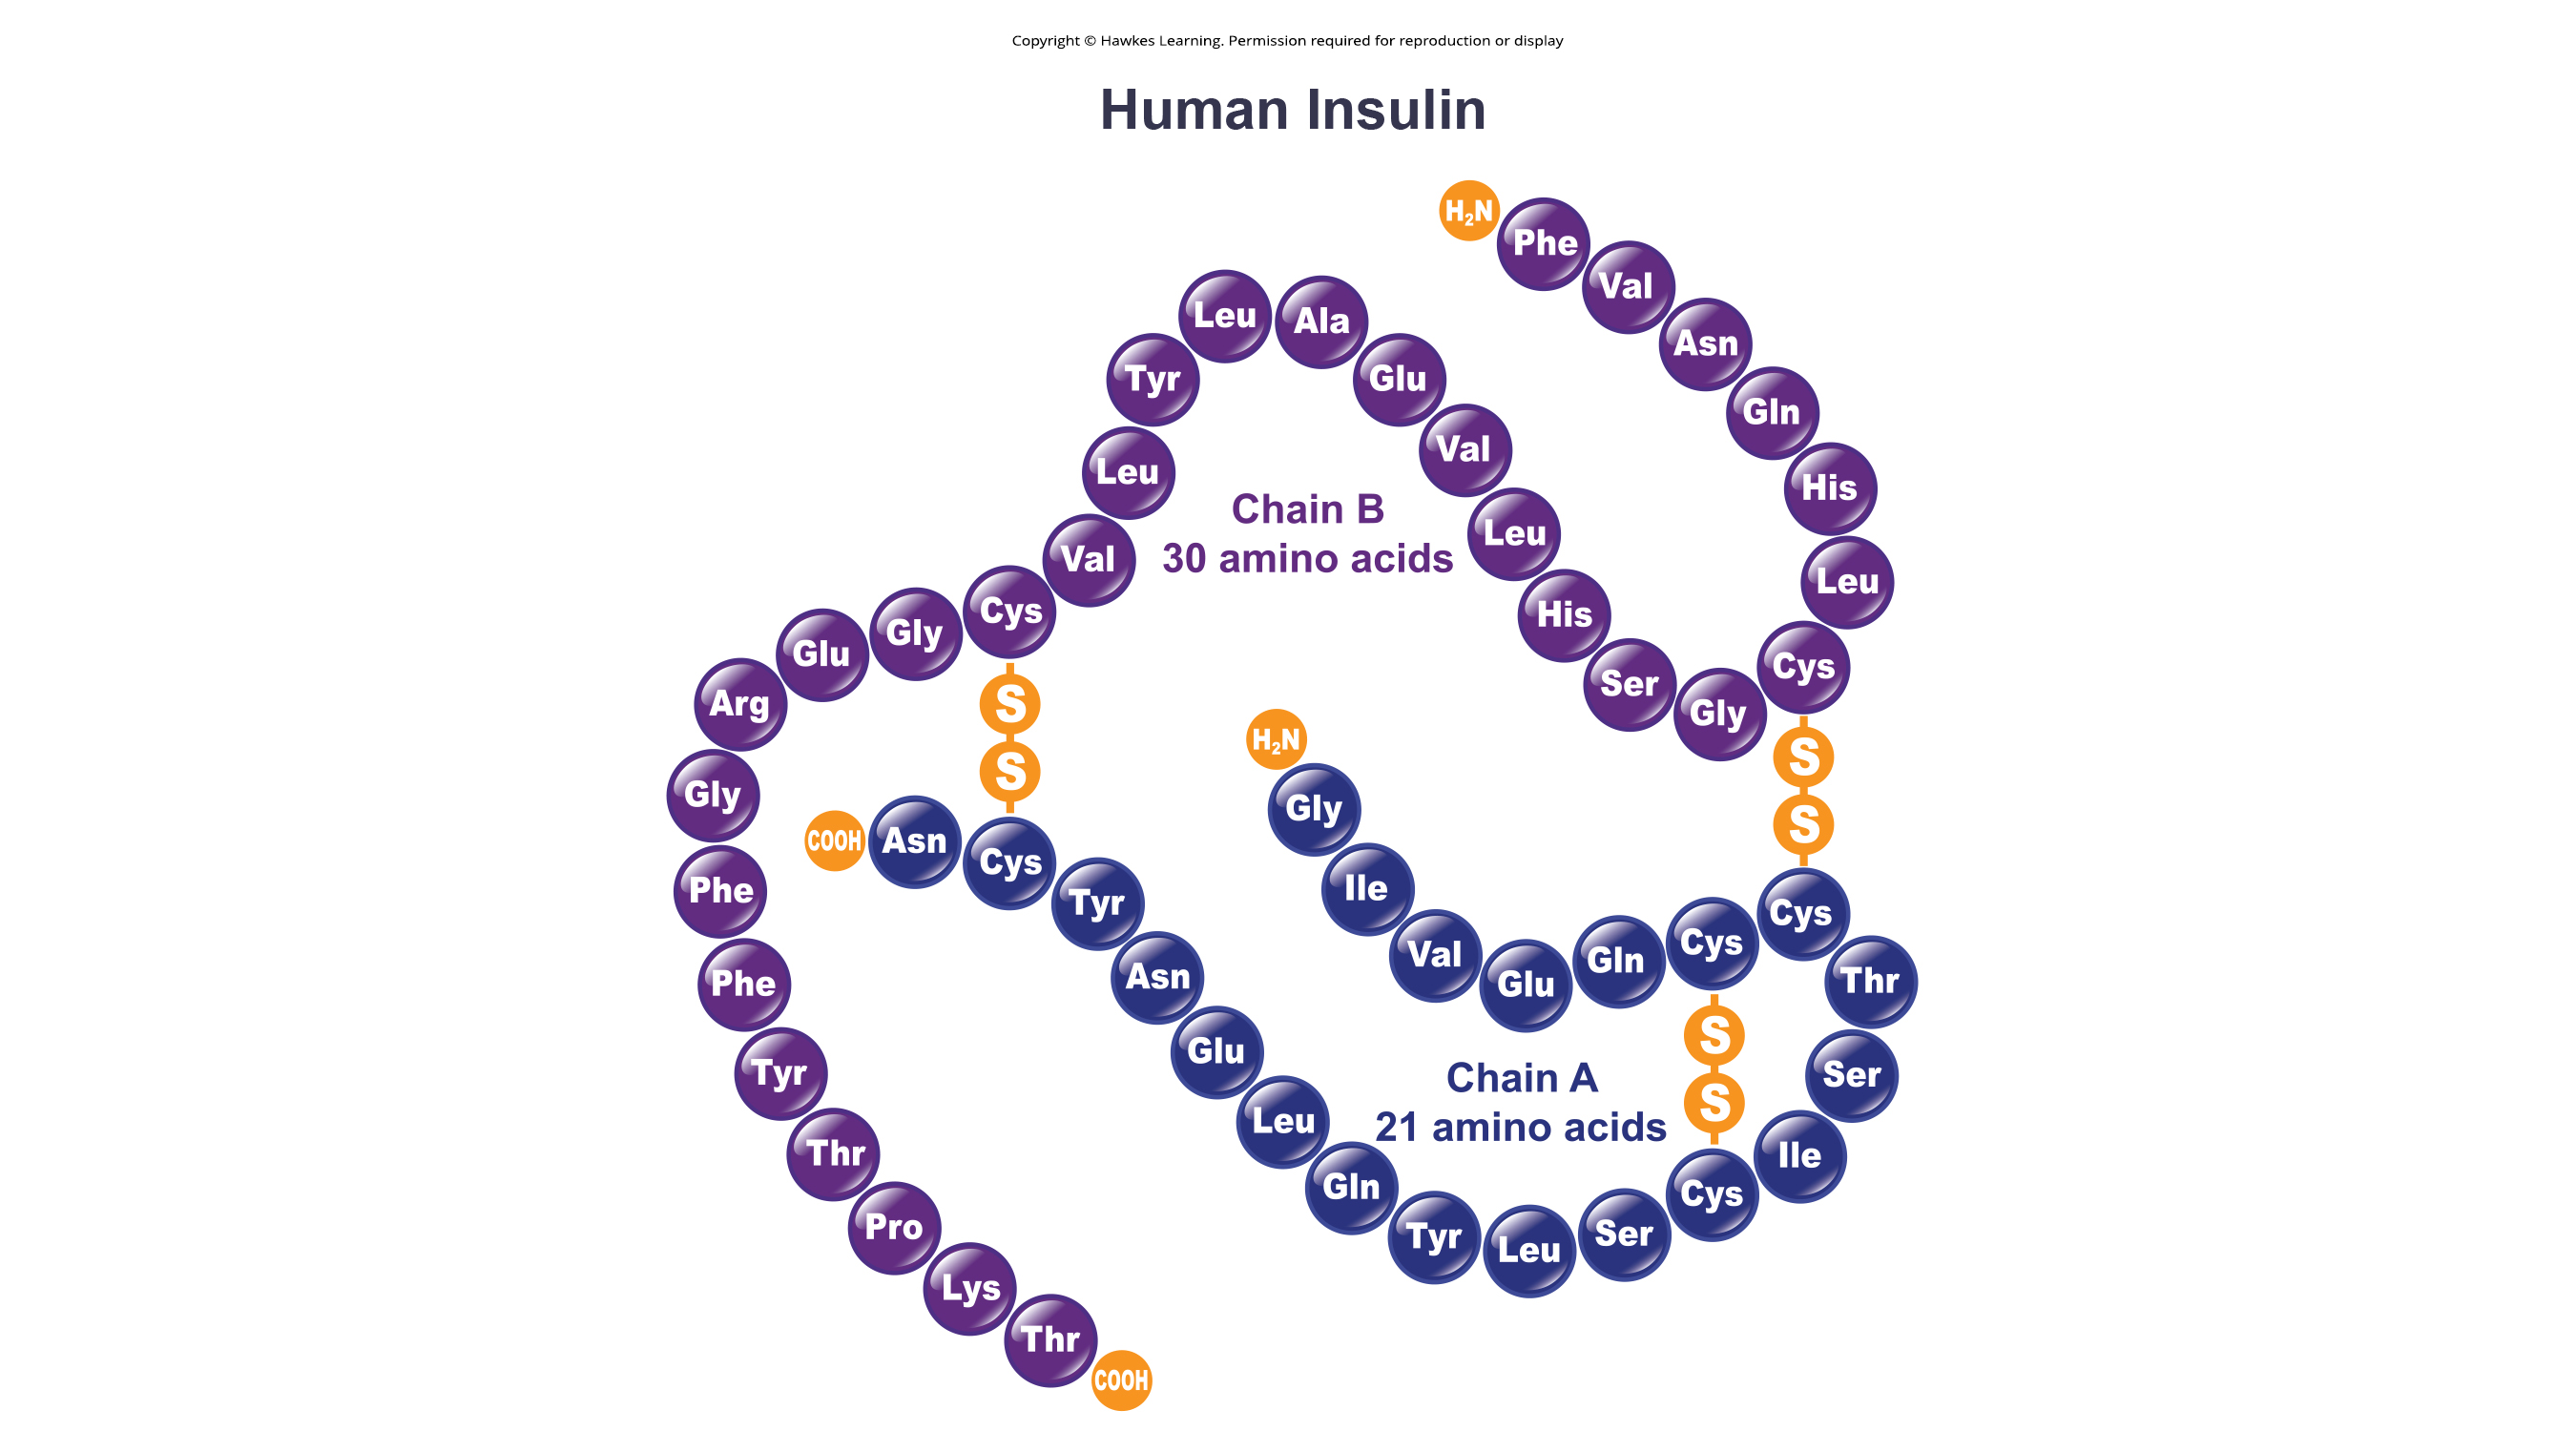 Copyright © Hawkes Learning. Permission required for reproduction or display
Human Insulin
H₂N
Phe
Val
Asn
Gln
His
Leu
Cys
Gly
Ser
His
Leu
Val
Glu
Ala
Leu
Tyr
Leu
Val
Cys
Gly
Glu
Arg
Gly
Phe
Phe
Tyr
Thr
Pro
Lys
Thr
COOH
Chain B
30 amino acids
S
S
S
S
H₂N
Gly
Ile
Val
Glu
Gln
Cys
Cys
Thr
Ser
Ile
Cys
Ser
Leu
Tyr
Gln
Leu
Glu
Asn
Tyr
Cys
Asn
COOH
Chain A
21 amino acids
S
S